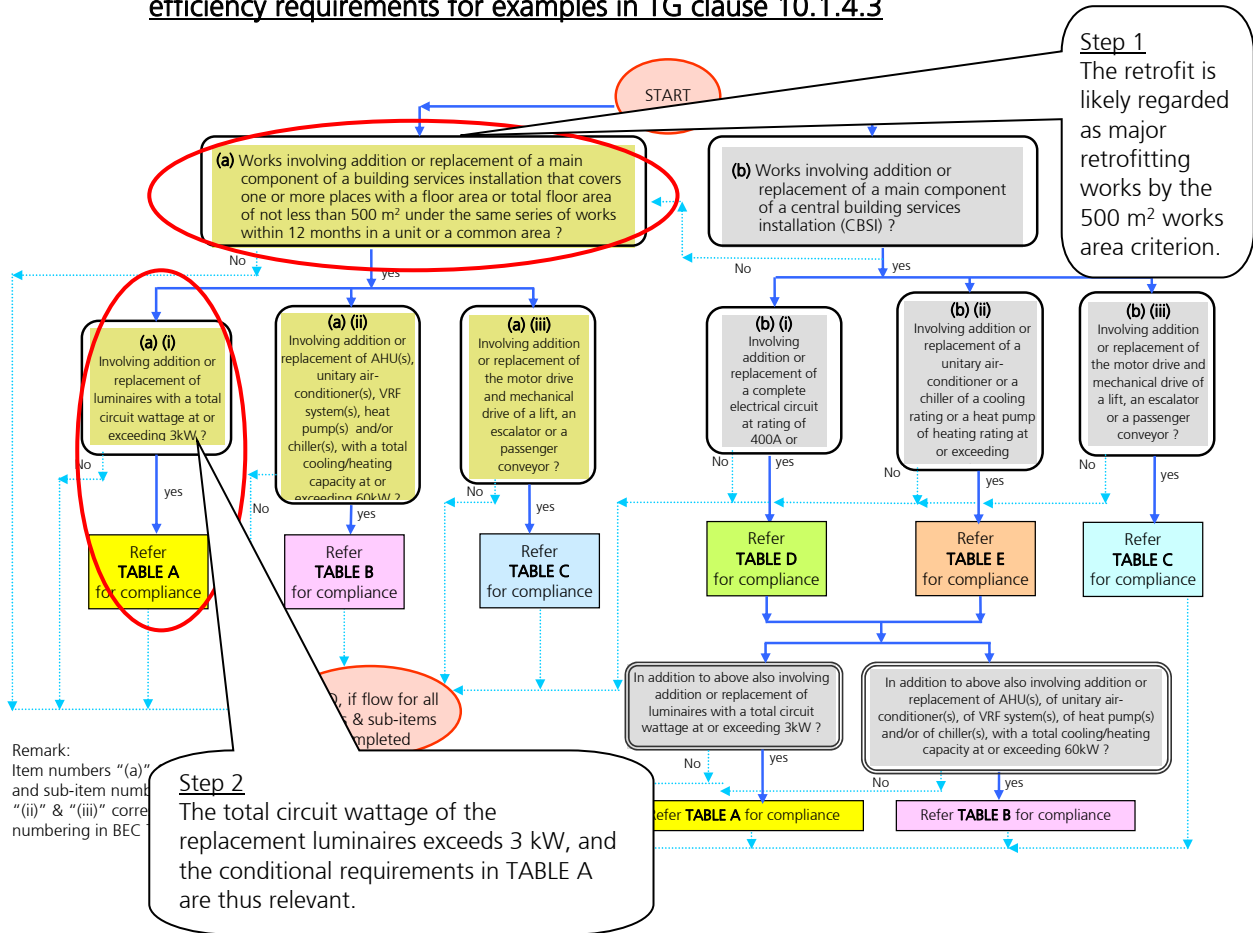 efficiency requirements for examples in TG clause 10.1.4.3
START
Step 1
The retrofit is
likely regarded
as major
retrofitting
works by the
500 m² works
area criterion.
(a) Works involving addition or replacement of a main
component of a building services installation that covers
one or more places with a floor area or total floor area
of not less than 500 m² under the same series of works
within 12 months in a unit or a common area ?
(b) Works involving addition or
replacement of a main component
of a central building services
installation (CBSI) ?
No
yes
No
yes
(a) (i)
Involving addition or
replacement of
luminaires with a total
circuit wattage at or
exceeding 3kW ?
(a) (ii)
Involving addition or
replacement of AHU(s),
unitary air-
conditioner(s), VRF
system(s), heat
pump(s) and/or
chiller(s), with a total
cooling/heating
capacity at or
exceeding 60kW ?
(a) (iii)
Involving addition
or replacement of
the motor drive
and mechanical
drive of a lift, an
escalator or a
passenger
conveyor ?
(b) (i)
Involving
addition or
replacement of
a complete
electrical circuit
at rating of
400A or
(b) (ii)
Involving addition or
replacement of a
unitary air-
conditioner or a
chiller of a cooling
rating or a heat pump
of heating rating at
or exceeding
(b) (iii)
Involving addition
or replacement of
the motor drive and
mechanical drive of
a lift, an escalator
or a passenger
conveyor ?
No
yes
No
yes
No
yes
No
yes
No
yes
No
yes
Refer
TABLE A
for compliance
Refer
TABLE B
for compliance
Refer
TABLE C
for compliance
Refer
TABLE D
for compliance
Refer
TABLE E
for compliance
Refer
TABLE C
for compliance
, if flow for all
& sub-items
mpleted
In addition to above also involving
addition or replacement of
luminaires with a total circuit
wattage at or exceeding 3kW ?
In addition to above also involving addition or
replacement of AHU(s), of unitary air-
conditioner(s), of VRF system(s), of heat pump(s)
and/or of chiller(s), with a total cooling/heating
capacity at or exceeding 60kW ?
No
yes
No
yes
efer TABLE A for compliance
Refer TABLE B for compliance
Remark:
Item numbers "(a)"
and sub-item numb
"(ii)" & "(iii)" corre
numbering in BEC
Step 2
The total circuit wattage of the
replacement luminaires exceeds 3 kW, and
the conditional requirements in TABLE A
are thus relevant.